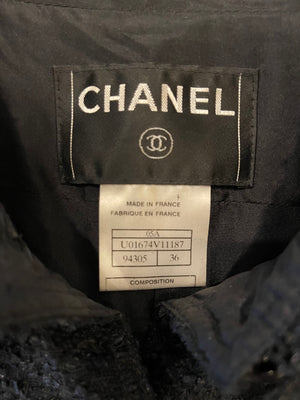 CHANEL
MADE IN FRANCE
FABRIQUE EN FRANCE
05A
U01674V11187
94305 36
COMPOSITION